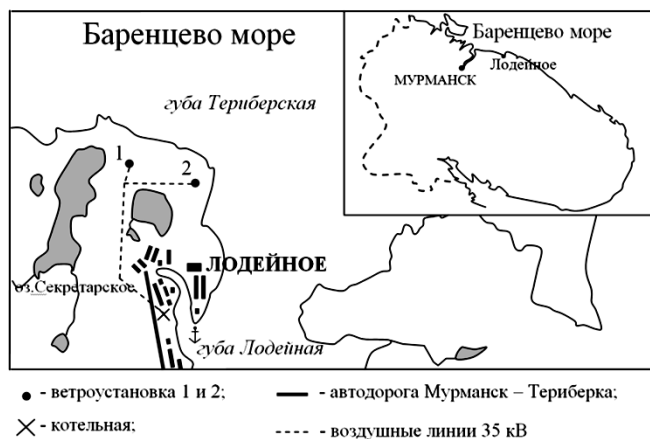 Баренцево море
губа Териберская
1
2
ЛОДЕЙНОЕ
оз.Секретарское
губа Лодейная
Баренцево море
Лодейное
МУРМАНСК
- ветроустановка 1 и 2;
- автодорога Мурманск – Териберка;
- котельная;
- воздушные линии 35 кВ